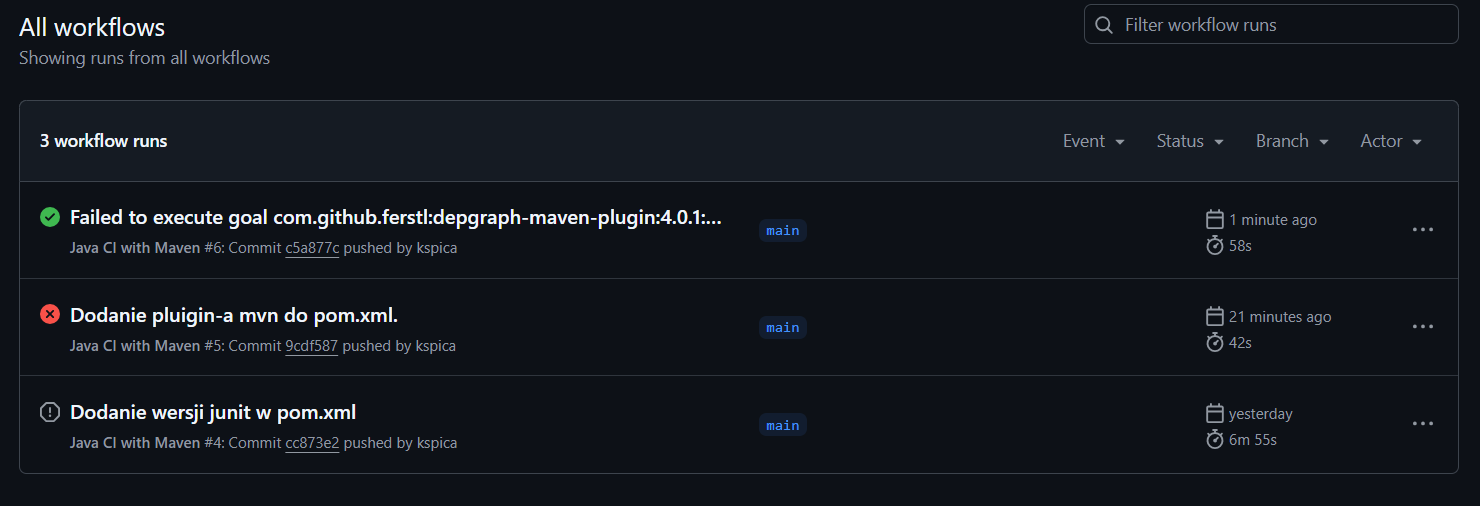 All workflows
Showing runs from all workflows
Filter workflow runs
3 workflow runs
Event
Status
Branch
Actor
Failed to execute goal com.github.ferstl:depgraph-maven-plugin:4.0.1:...
Java CI with Maven #6: Commit c5a877c pushed by kspica
main
1 minute ago
58s
Dodanie pluigin-a mvn do pom.xml.
Java CI with Maven #5: Commit 9cdf587 pushed by kspica
main
21 minutes ago
42s
Dodanie wersji junit w pom.xml
Java CI with Maven #4: Commit cc873e2 pushed by kspica
main
yesterday
6m 55s